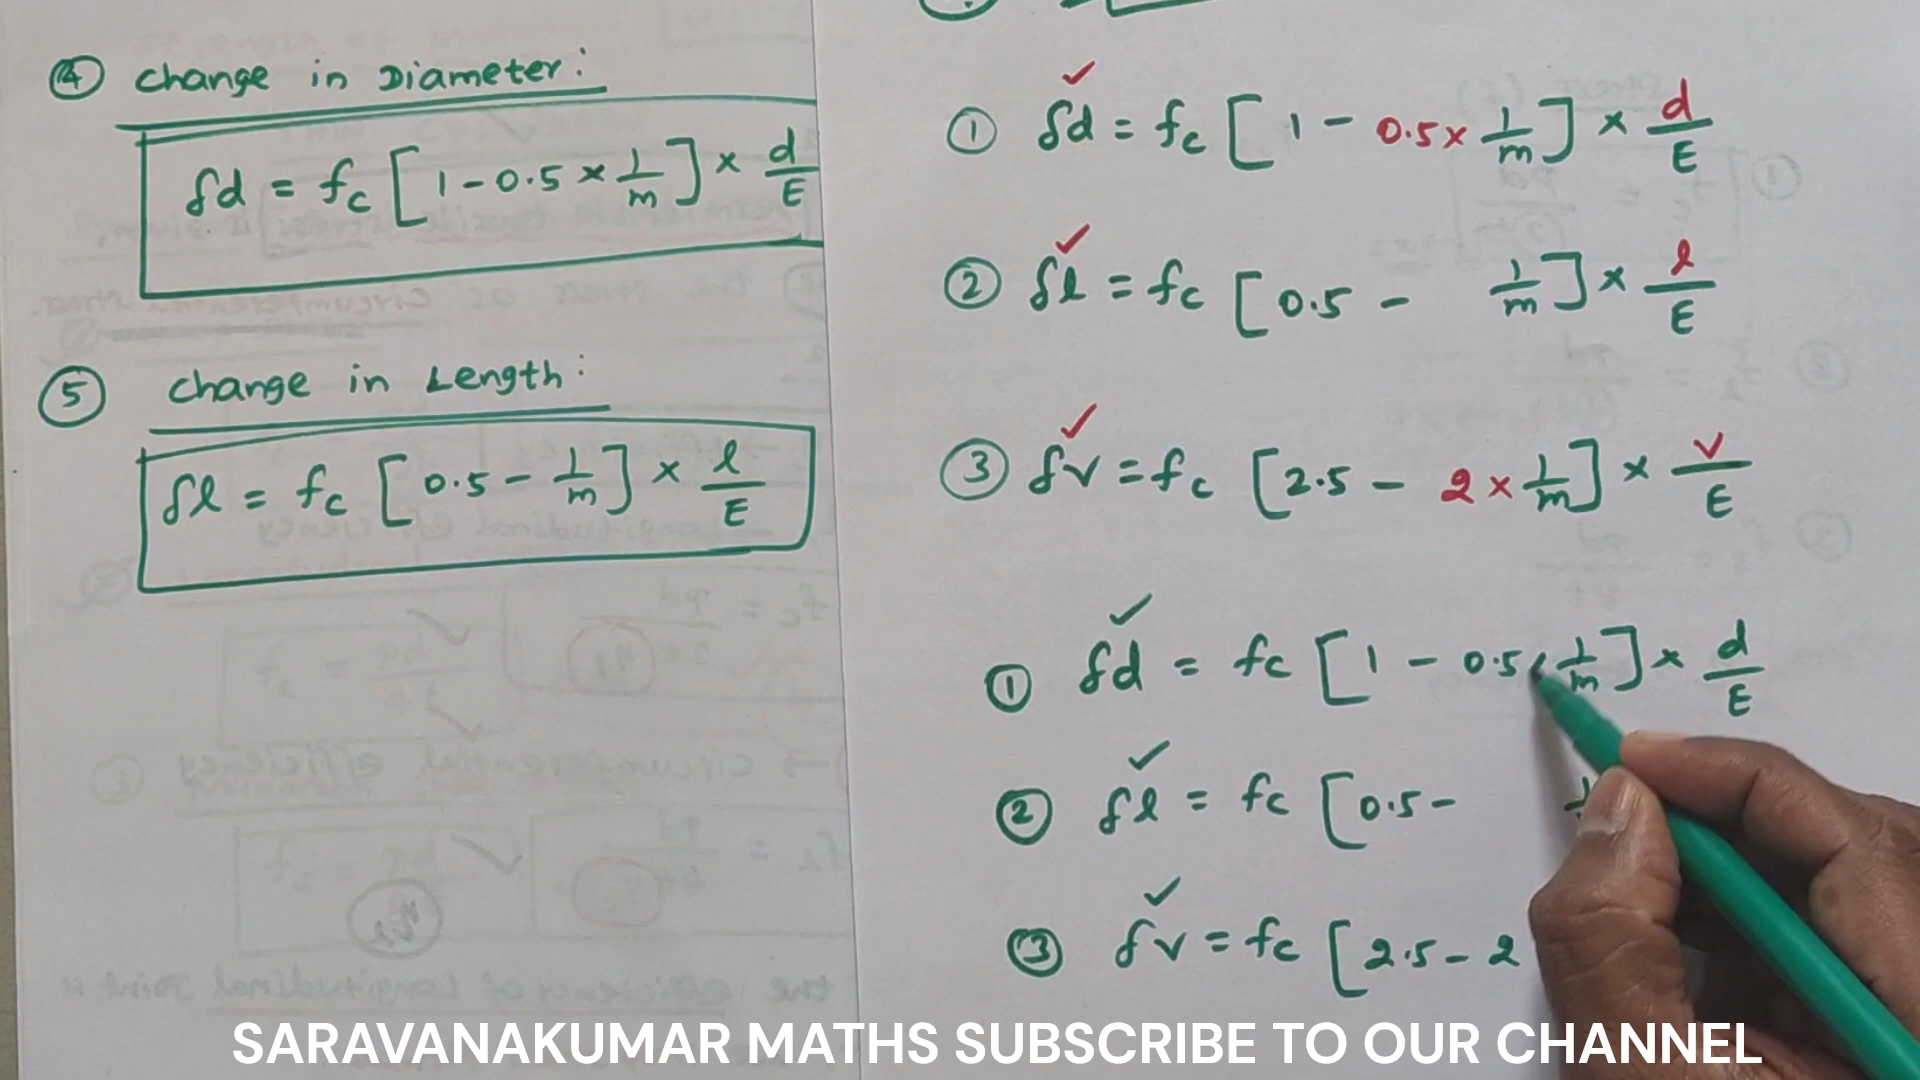 ④ change in Diameter:
δd = fc [1 - 0.5 × 1/m] × d/E
⑤ change in Length:
δl = fc [0.5 - 1/m] × l/E
① δd = fc [1 - 0.5 × 1/m] × d/E
② δl = fc [0.5 - 1/m] × l/E
③ δv = fc [2.5 - 2 × 1/m] × v/E
① δd = fc [1 - 0.5 × 1/m] × d/E
② δl = fc [0.5 -
③ δv = fc [2.5 - 2
SARAVANAKUMAR MATHS SUBSCRIBE TO OUR CHANNEL